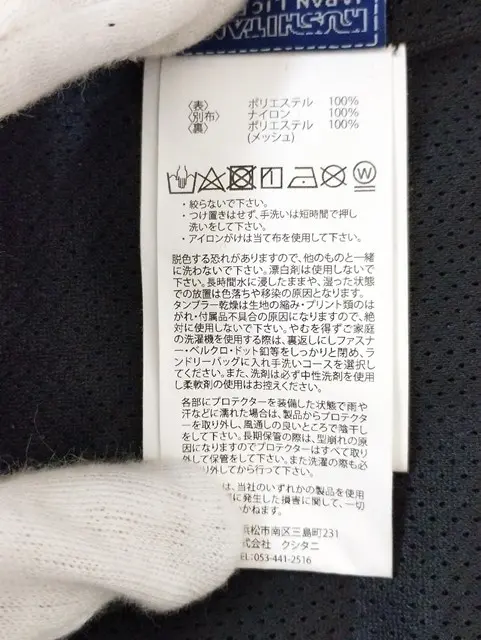 KUSHITANI
JAPAN LICE
〈表〉 ポリエステル 100%
〈別布〉 ナイロン 100%
〈裏〉 ポリエステル 100%
(メッシュ)
W
・絞らないで下さい。
・つけ置きはせず、手洗いは短時間で押し
洗いをして下さい。
・アイロンがけは当て布を使用して下さい。
脱色する恐れがありますので、他のものと一緒
に洗わないで下さい。漂白剤は使用しないで
下さい。長時間水に浸したままや、湿った状態
での放置は色落ちや移染の原因となります。
タンブラー乾燥は生地の縮み・プリント類のは
がれ・付属品不具合の原因になりますので、絶
対に使用しないで下さい。やむを得ずご家庭
の洗濯機を使用する際は、裏返しにしファスナ
ー・ベルクロ・ドット釦等をしっかりと閉め、ラ
ンドリーバッグに入れ手洗いコースを選択し
てください。また、洗剤は必ず中性洗剤を使用
し柔軟剤の使用はお控えください。
各部にプロテクターを装備した状態で雨や
汗などに濡れた場合は、製品からプロテクタ
ーを取り外し、風通しの良いところで陰干し
をして下さい。長期保管の際は、型崩れの原
因になりますのでプロテクターはすべて取り
外して保管をして下さい。また洗濯の際も必
り外してから行って下さい。
は、当社のいずれかの製品を使用
に発生した損害に関して、一切
かねます。
浜松市南区三島町231
式会社 クシタニ
EL:053-441-2516